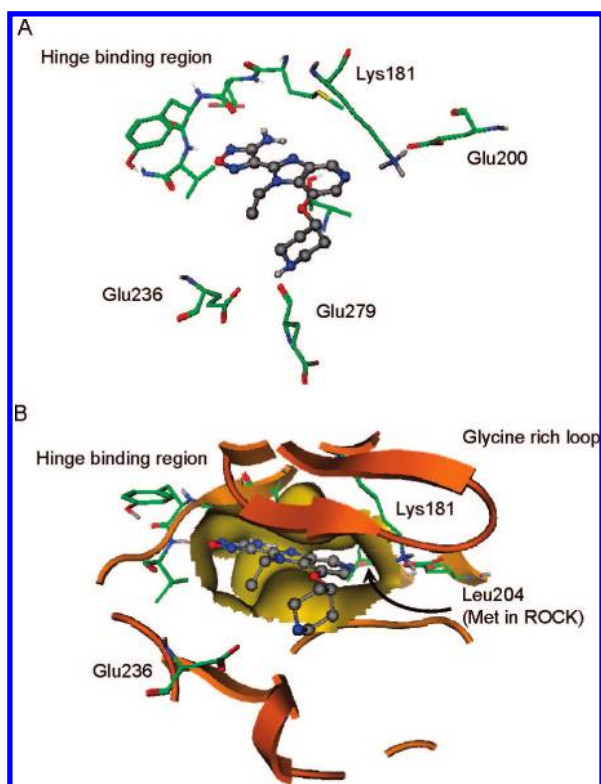 A
Hinge binding region
Lys181
Glu200
Glu236
Glu279
B
Glycine rich loop
Hinge binding region
Lys181
Leu204
(Met in ROCK)
Glu236